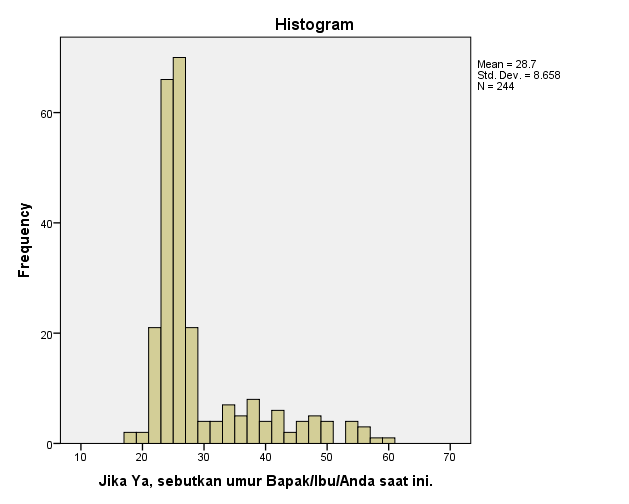 Histogram
Mean = 28.7
Std. Dev. = 8.658
N = 244
Frequency
60
40
20
0
10 20 30 40 50 60 70
Jika Ya, sebutkan umur Bapak/Ibu/Anda saat ini.